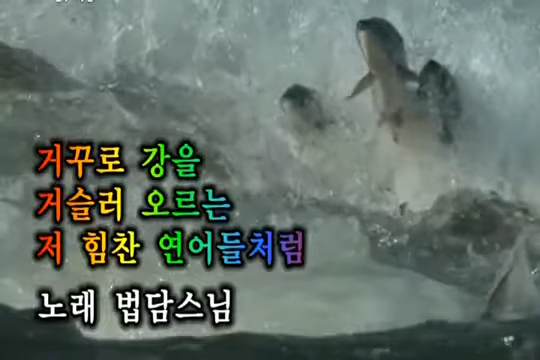 거꾸로 강을
거슬러 오르는
저 힘찬 연어들처럼
노래 법담스님